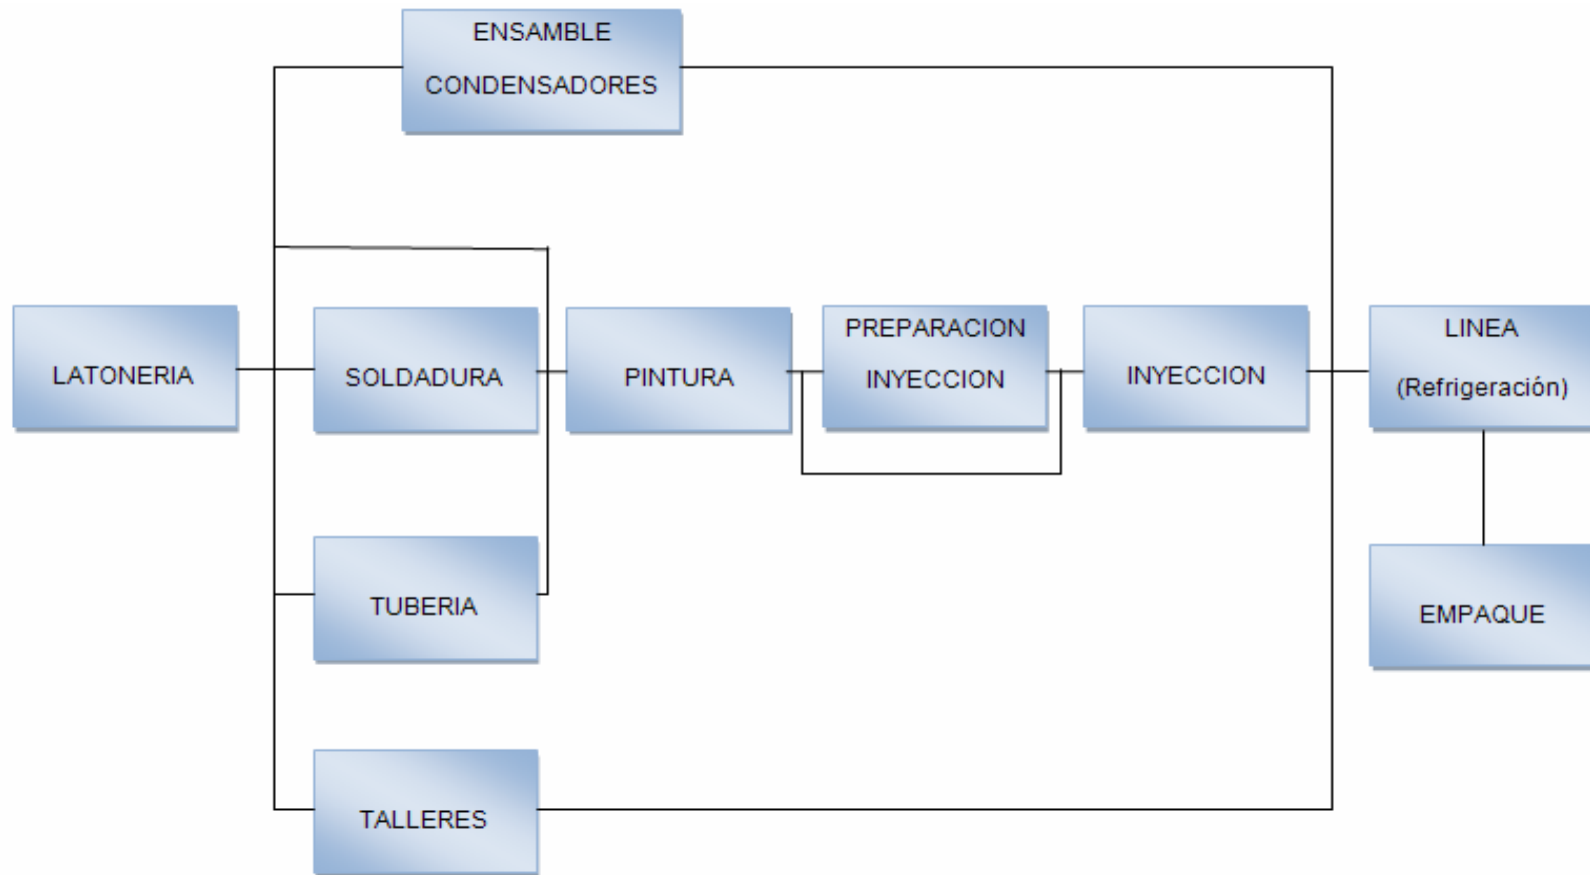 ENSAMBLE
CONDENSADORES
LATONERIA
SOLDADURA
PINTURA
PREPARACION
INYECCION
INYECCION
LINEA
(Refrigeración)
TUBERIA
EMPAQUE
TALLERES